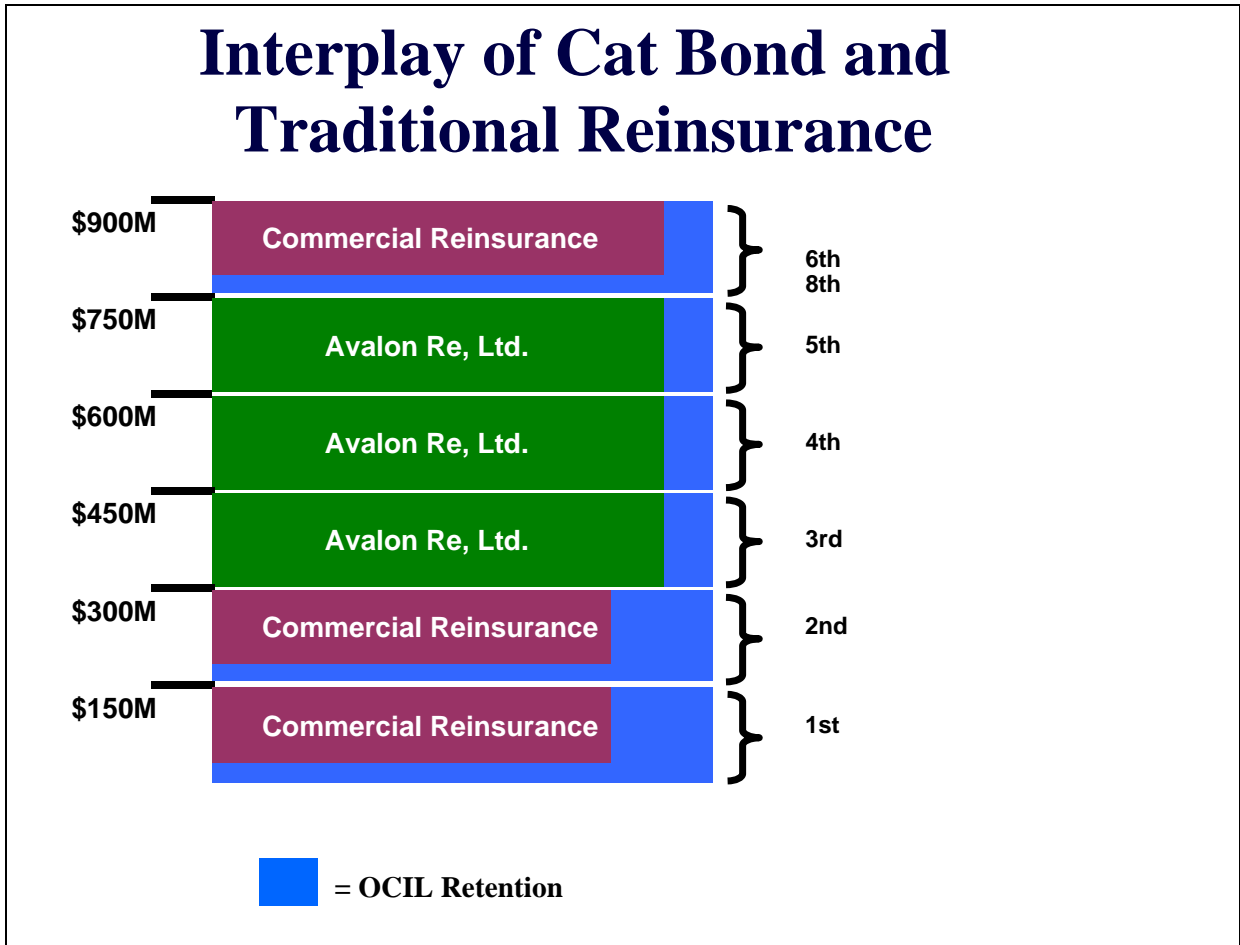 Interplay of Cat Bond and
Traditional Reinsurance
$900M
Commercial Reinsurance
6th
8th
$750M
Avalon Re, Ltd.
5th
$600M
Avalon Re, Ltd.
4th
$450M
Avalon Re, Ltd.
3rd
$300M
Commercial Reinsurance
2nd
$150M
Commercial Reinsurance
1st
= OCIL Retention